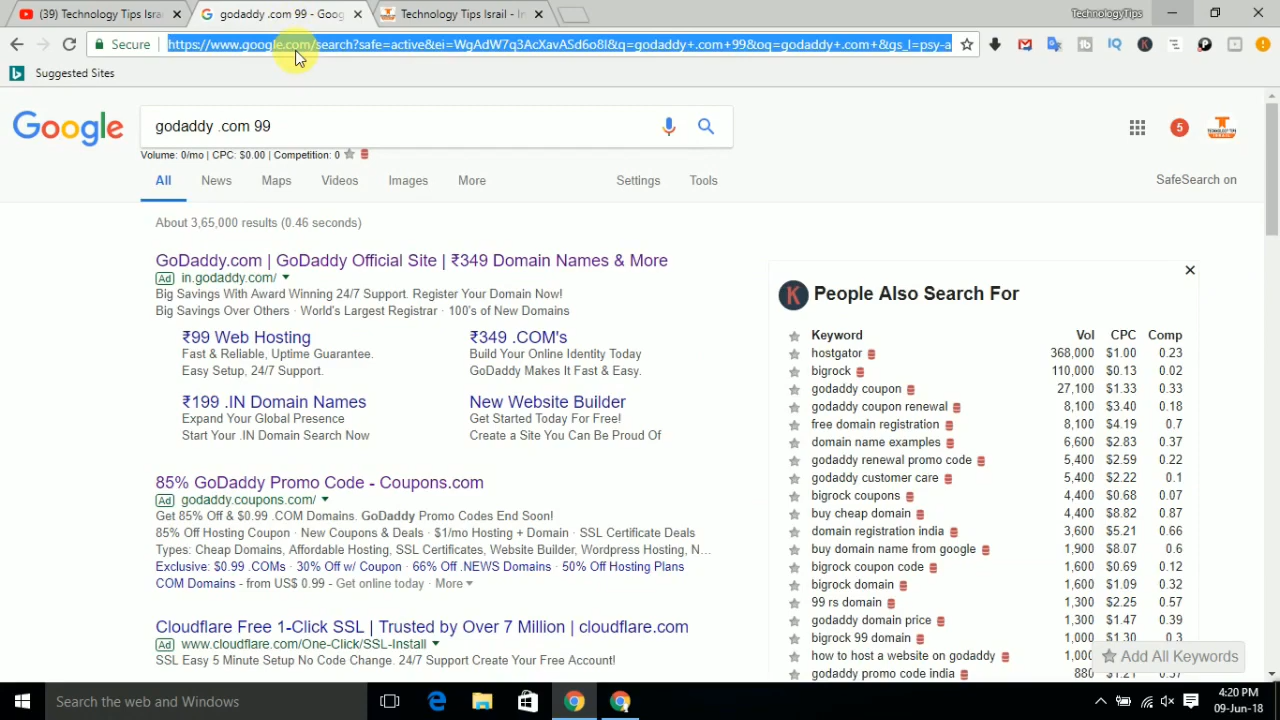 (39) Technology Tips Israi
godaddy .com 99 - Goog
Technology Tips Israil - In
TechnologyTips
Secure
https://www.google.com/search?safe=active&ei=WgAdW7q3AcXavASd6o8I&q=godaddy+.com+99&oq=godaddy+.com+&gs_l=psy-a
Suggested Sites
Google
godaddy .com 99
5
Volume: 0/mo | CPC: $0.00 | Competition: 0
All News Maps Videos Images More Settings Tools
SafeSearch on
About 3,65,000 results (0.46 seconds)
GoDaddy.com | GoDaddy Official Site | ₹349 Domain Names & More
Ad in.godaddy.com/
Big Savings With Award Winning 24/7 Support. Register Your Domain Now!
Big Savings Over Others · World's Largest Registrar · 100's of New Domains
₹99 Web Hosting
Fast & Reliable, Uptime Guarantee.
Easy Setup, 24/7 Support.
₹349 .COM's
Build Your Online Identity Today
GoDaddy Makes It Fast & Easy.
₹199 .IN Domain Names
Expand Your Global Presence
Start Your .IN Domain Search Now
New Website Builder
Get Started Today For Free!
Create a Site You Can Be Proud Of
85% GoDaddy Promo Code - Coupons.com
Ad godaddy.coupons.com/
Get 85% Off & $0.99 .COM Domains. GoDaddy Promo Codes End Soon!
85% Off Hosting Coupon · New Coupons & Deals · $1/mo Hosting + Domain · SSL Certificate Deals
Types: Cheap Domains, Affordable Hosting, SSL Certificates, Website Builder, Wordpress Hosting, N...
Exclusive: $0.99 .COMs · 30% Off w/ Coupon · 66% Off .NEWS Domains · 50% Off Hosting Plans
COM Domains - from US$ 0.99 - Get online today · More
Cloudflare Free 1-Click SSL | Trusted by Over 7 Million | cloudflare.com
Ad www.cloudflare.com/One-Click/SSL-Install
SSL Easy 5 Minute Setup No Code Change. 24/7 Support Create Your Free Account!
K People Also Search For
Keyword Vol CPC Comp
hostgator 368,000 $1.00 0.23
bigrock 110,000 $0.13 0.02
godaddy coupon 27,100 $1.33 0.33
godaddy coupon renewal 8,100 $3.40 0.18
free domain registration 8,100 $4.19 0.7
domain name examples 6,600 $2.83 0.37
godaddy renewal promo code 5,400 $2.59 0.22
godaddy customer care 5,400 $2.22 0.1
bigrock coupons 4,400 $0.68 0.07
buy cheap domain 4,400 $8.82 0.87
domain registration india 3,600 $5.21 0.66
buy domain name from google 1,900 $8.07 0.6
bigrock coupon code 1,600 $0.69 0.12
bigrock domain 1,600 $1.09 0.32
99 rs domain 1,300 $2.25 0.57
godaddy domain price 1,300 $1.47 0.39
bigrock 99 domain 1,000 $1.30 0.3
how to host a website on godaddy 1,000
godaddy promo code india 880
Add All Keywords
Search the web and Windows
4:20 PM
09-Jun-18